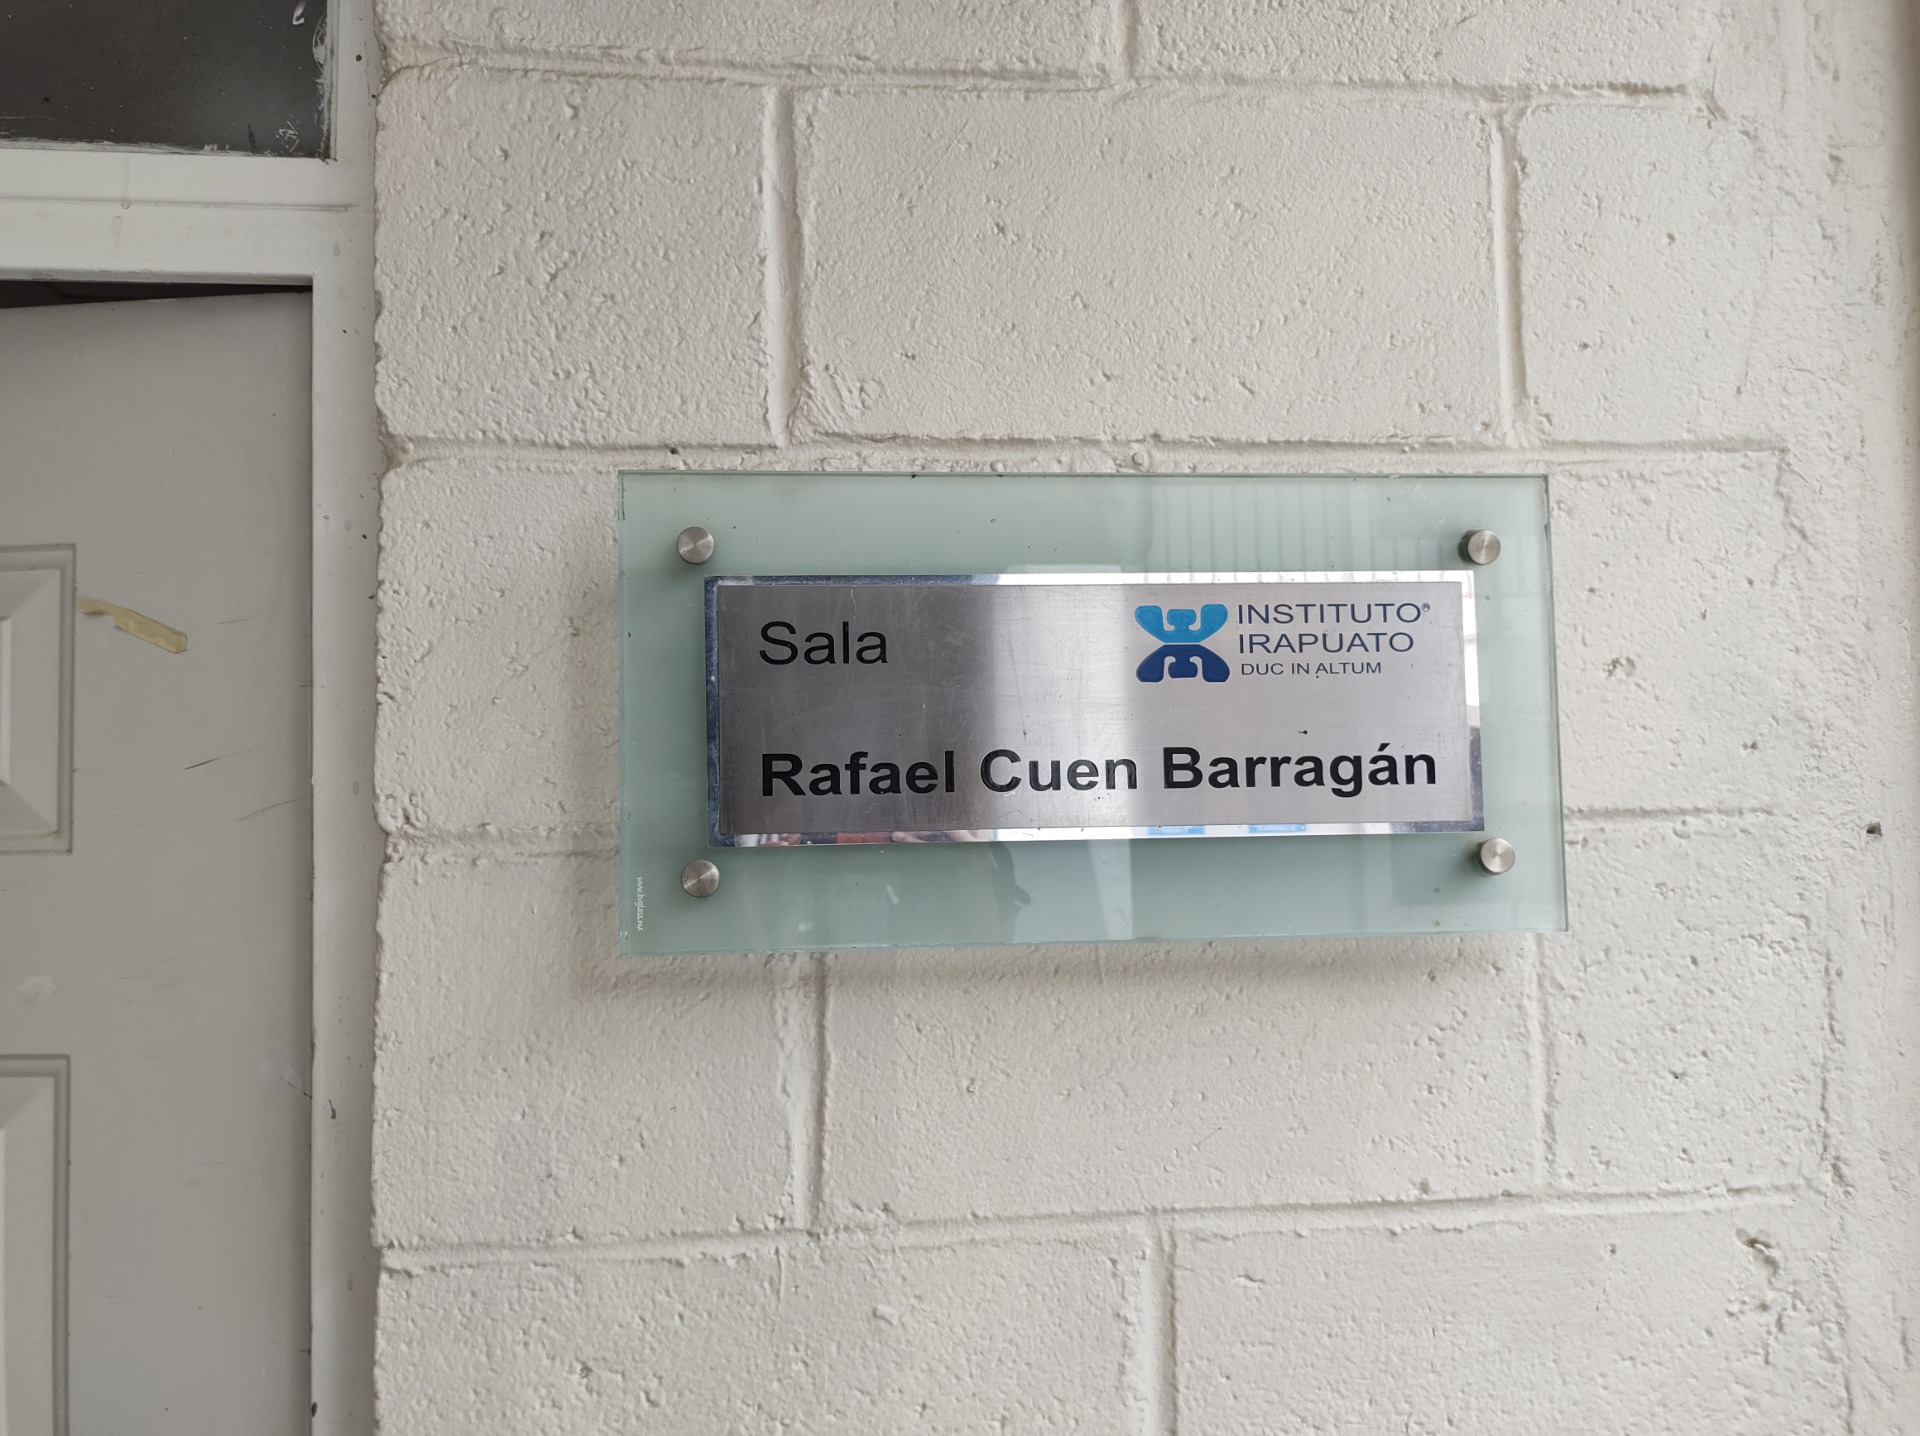 Sala
INSTITUTO®
IRAPUATO
DUC IN ALTUM
Rafael Cuen Barragán